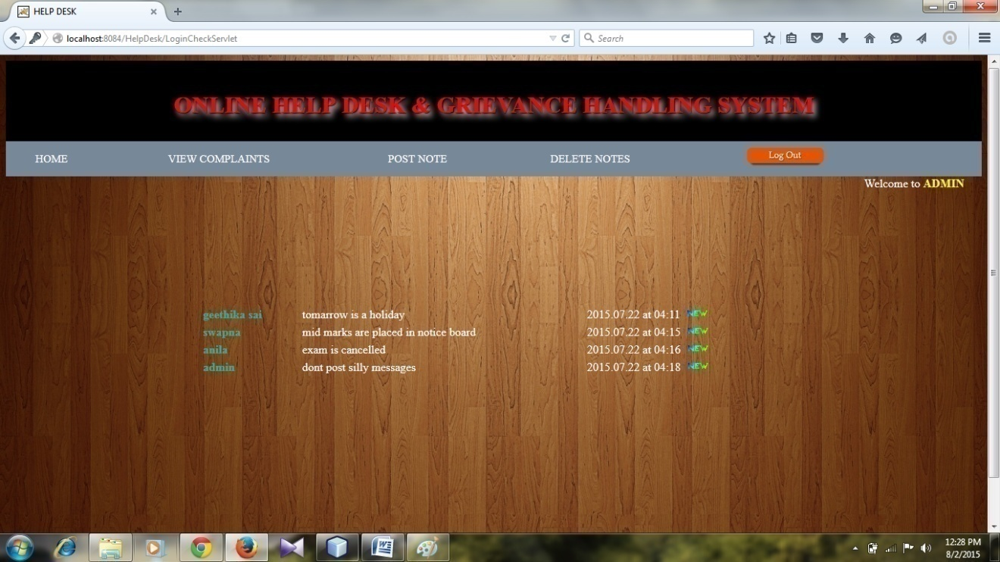 HELP DESK
localhost:8084/HelpDesk/LoginCheckServlet
Search
ONLINE HELP DESK & GRIEVANCE HANDLING SYSTEM
HOME VIEW COMPLAINTS POST NOTE DELETE NOTES Log Out
Welcome to ADMIN
geethika sai tomarrow is a holiday 2015.07.22 at 04:11 NEW
swapna mid marks are placed in notice board 2015.07.22 at 04:15 NEW
anila exam is cancelled 2015.07.22 at 04:16 NEW
admin dont post silly messages 2015.07.22 at 04:18 NEW
12:28 PM
8/2/2015